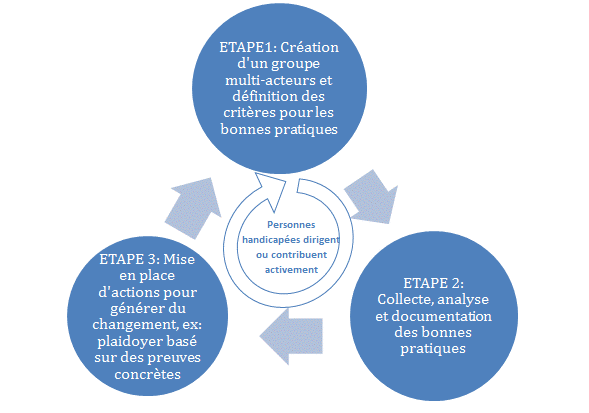 ETAPE1: Création
d'un groupe
multi-acteurs et
définition des
critères pour les
bonnes pratiques
Personnes
handicapées dirigent
ou contribuent
activement
ETAPE 2:
Collecte, analyse
et documentation
des bonnes
pratiques
ETAPE 3: Mise
en place
d'actions pour
générer du
changement, ex:
plaidoyer basé
sur des preuves
concrètes